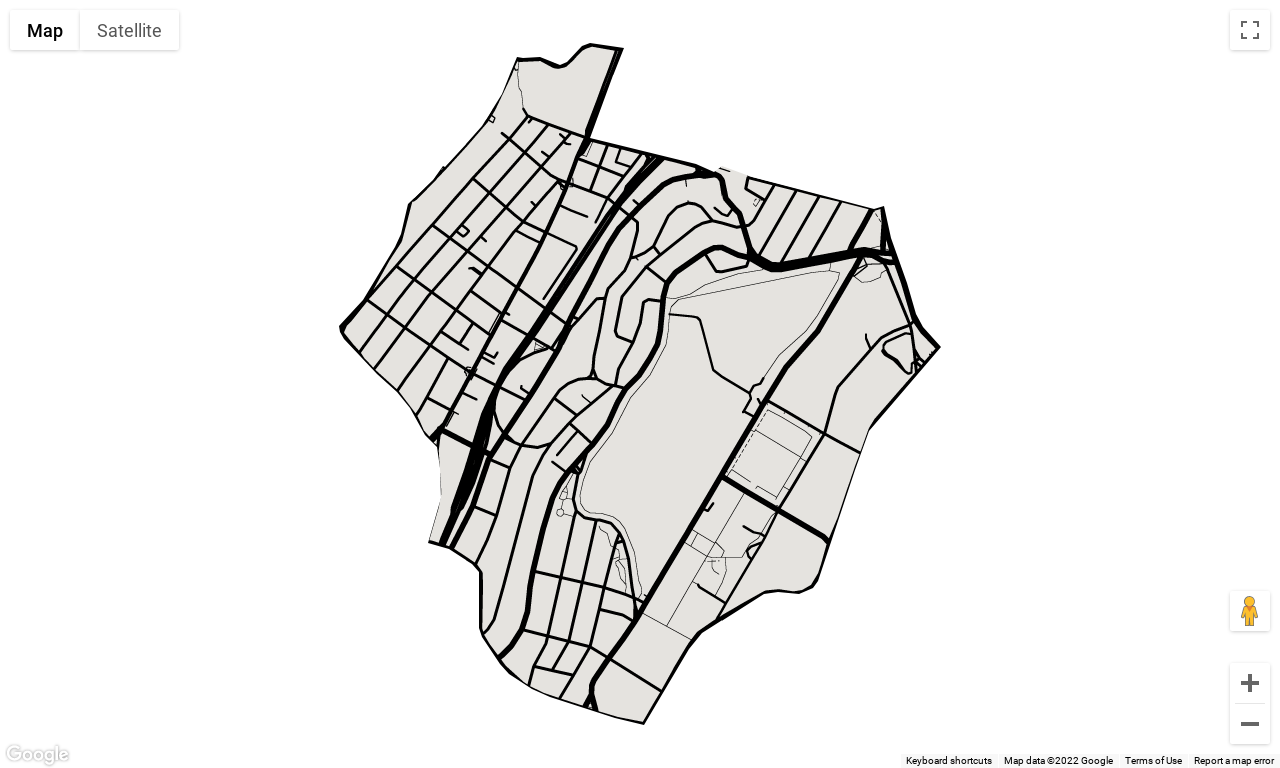 Map Satellite
Google
Keyboard shortcuts Map data ©2022 Google Terms of Use Report a map error